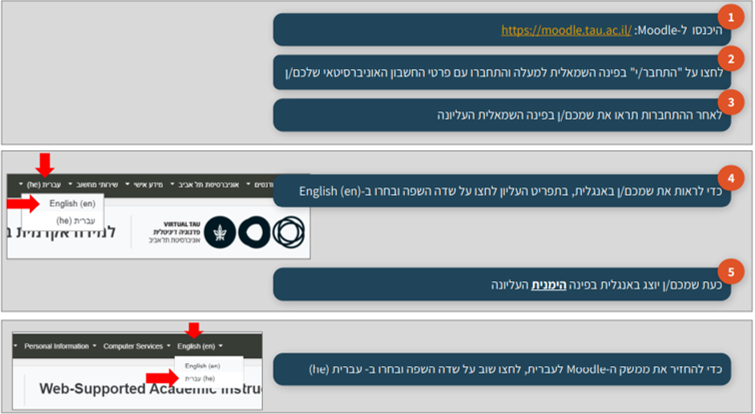 1
היכנסו ל-Moodle: https://moodle.tau.ac.il/
2
לחצו על "התחבר/י" בפינה השמאלית למעלה והתחברו עם פרטי החשבון האוניברסיטאי שלכם/ן
3
לאחר ההתחברות תראו את שמכם/ן בפינה השמאלית העליונה
4
כדי לראות את שמכם/ן באנגלית, בתפריט העליון לחצו על שדה השפה ובחרו ב-English (en)
אוניברסיטת תל אביב מידע אישי שירותי מחשוב עברית (he)
English (en)
עברית (he)
VIRTUAL TAU
פדגוגיה דיגיטלית
אוניברסיטת תל אביב
למידה אקדמית ב
5
כעת שמכם/ן יוצג באנגלית בפינה הימנית העליונה
Personal Information Computer Services English (en)
English (en)
עברית (he)
Web-Supported Academic Instruc
כדי להחזיר את ממשק ה-Moodle לעברית, לחצו שוב על שדה השפה ובחרו ב- עברית (he)